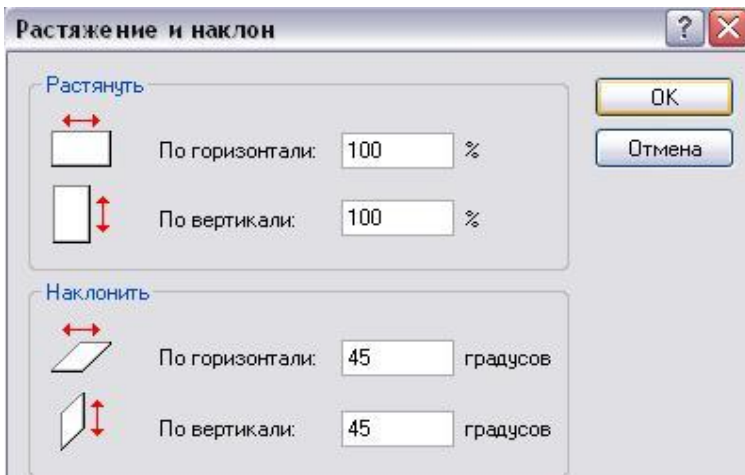 Растяжение и наклон
Растянуть
По горизонтали: 100 %
По вертикали: 100 %
OK
Отмена
Наклонить
По горизонтали: 45 градусов
По вертикали: 45 градусов